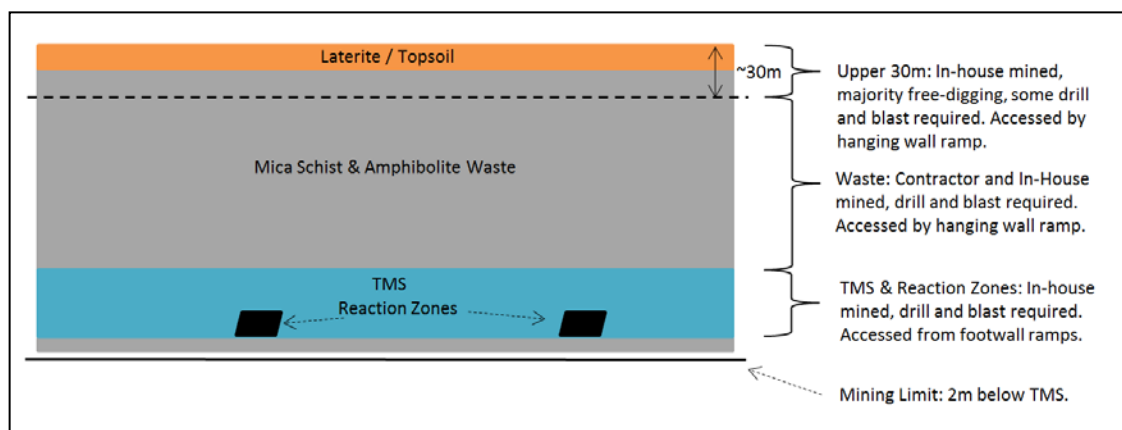 Laterite / Topsoil
~30m
Upper 30m: In-house mined,
majority free-digging, some drill
and blast required. Accessed by
hanging wall ramp.
Mica Schist & Amphibolite Waste
Waste: Contractor and In-House
mined, drill and blast required.
Accessed by hanging wall ramp.
TMS
Reaction Zones
TMS & Reaction Zones: In-house
mined, drill and blast required.
Accessed from footwall ramps.
Mining Limit: 2m below TMS.